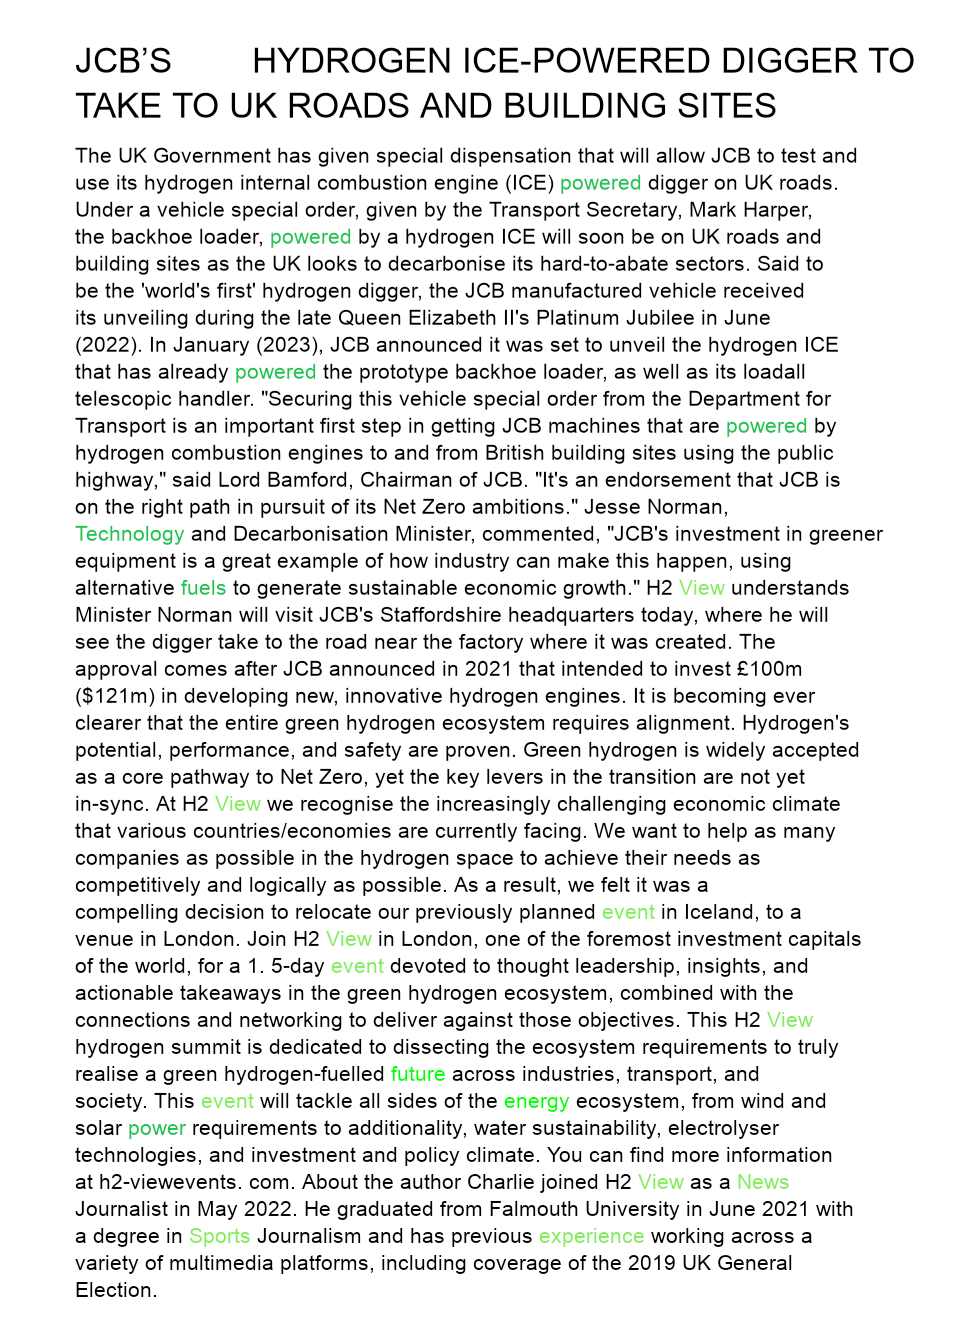 JCB’S HYDROGEN ICE-POWERED DIGGER TO
TAKE TO UK ROADS AND BUILDING SITES
The UK Government has given special dispensation that will allow JCB to test and
use its hydrogen internal combustion engine (ICE) powered digger on UK roads.
Under a vehicle special order, given by the Transport Secretary, Mark Harper,
the backhoe loader, powered by a hydrogen ICE will soon be on UK roads and
building sites as the UK looks to decarbonise its hard-to-abate sectors. Said to
be the 'world's first' hydrogen digger, the JCB manufactured vehicle received
its unveiling during the late Queen Elizabeth II's Platinum Jubilee in June
(2022). In January (2023), JCB announced it was set to unveil the hydrogen ICE
that has already powered the prototype backhoe loader, as well as its loadall
telescopic handler. "Securing this vehicle special order from the Department for
Transport is an important first step in getting JCB machines that are powered by
hydrogen combustion engines to and from British building sites using the public
highway," said Lord Bamford, Chairman of JCB. "It's an endorsement that JCB is
on the right path in pursuit of its Net Zero ambitions." Jesse Norman,
Technology and Decarbonisation Minister, commented, "JCB's investment in greener
equipment is a great example of how industry can make this happen, using
alternative fuels to generate sustainable economic growth." H2 View understands
Minister Norman will visit JCB's Staffordshire headquarters today, where he will
see the digger take to the road near the factory where it was created. The
approval comes after JCB announced in 2021 that intended to invest £100m
($121m) in developing new, innovative hydrogen engines. It is becoming ever
clearer that the entire green hydrogen ecosystem requires alignment. Hydrogen's
potential, performance, and safety are proven. Green hydrogen is widely accepted
as a core pathway to Net Zero, yet the key levers in the transition are not yet
in-sync. At H2 View we recognise the increasingly challenging economic climate
that various countries/economies are currently facing. We want to help as many
companies as possible in the hydrogen space to achieve their needs as
competitively and logically as possible. As a result, we felt it was a
compelling decision to relocate our previously planned event in Iceland, to a
venue in London. Join H2 View in London, one of the foremost investment capitals
of the world, for a 1. 5-day event devoted to thought leadership, insights, and
actionable takeaways in the green hydrogen ecosystem, combined with the
connections and networking to deliver against those objectives. This H2 View
hydrogen summit is dedicated to dissecting the ecosystem requirements to truly
realise a green hydrogen-fuelled future across industries, transport, and
society. This event will tackle all sides of the energy ecosystem, from wind and
solar power requirements to additionality, water sustainability, electrolyser
technologies, and investment and policy climate. You can find more information
at h2-viewevents. com. About the author Charlie joined H2 View as a News
Journalist in May 2022. He graduated from Falmouth University in June 2021 with
a degree in Sports Journalism and has previous experience working across a
variety of multimedia platforms, including coverage of the 2019 UK General
Election.